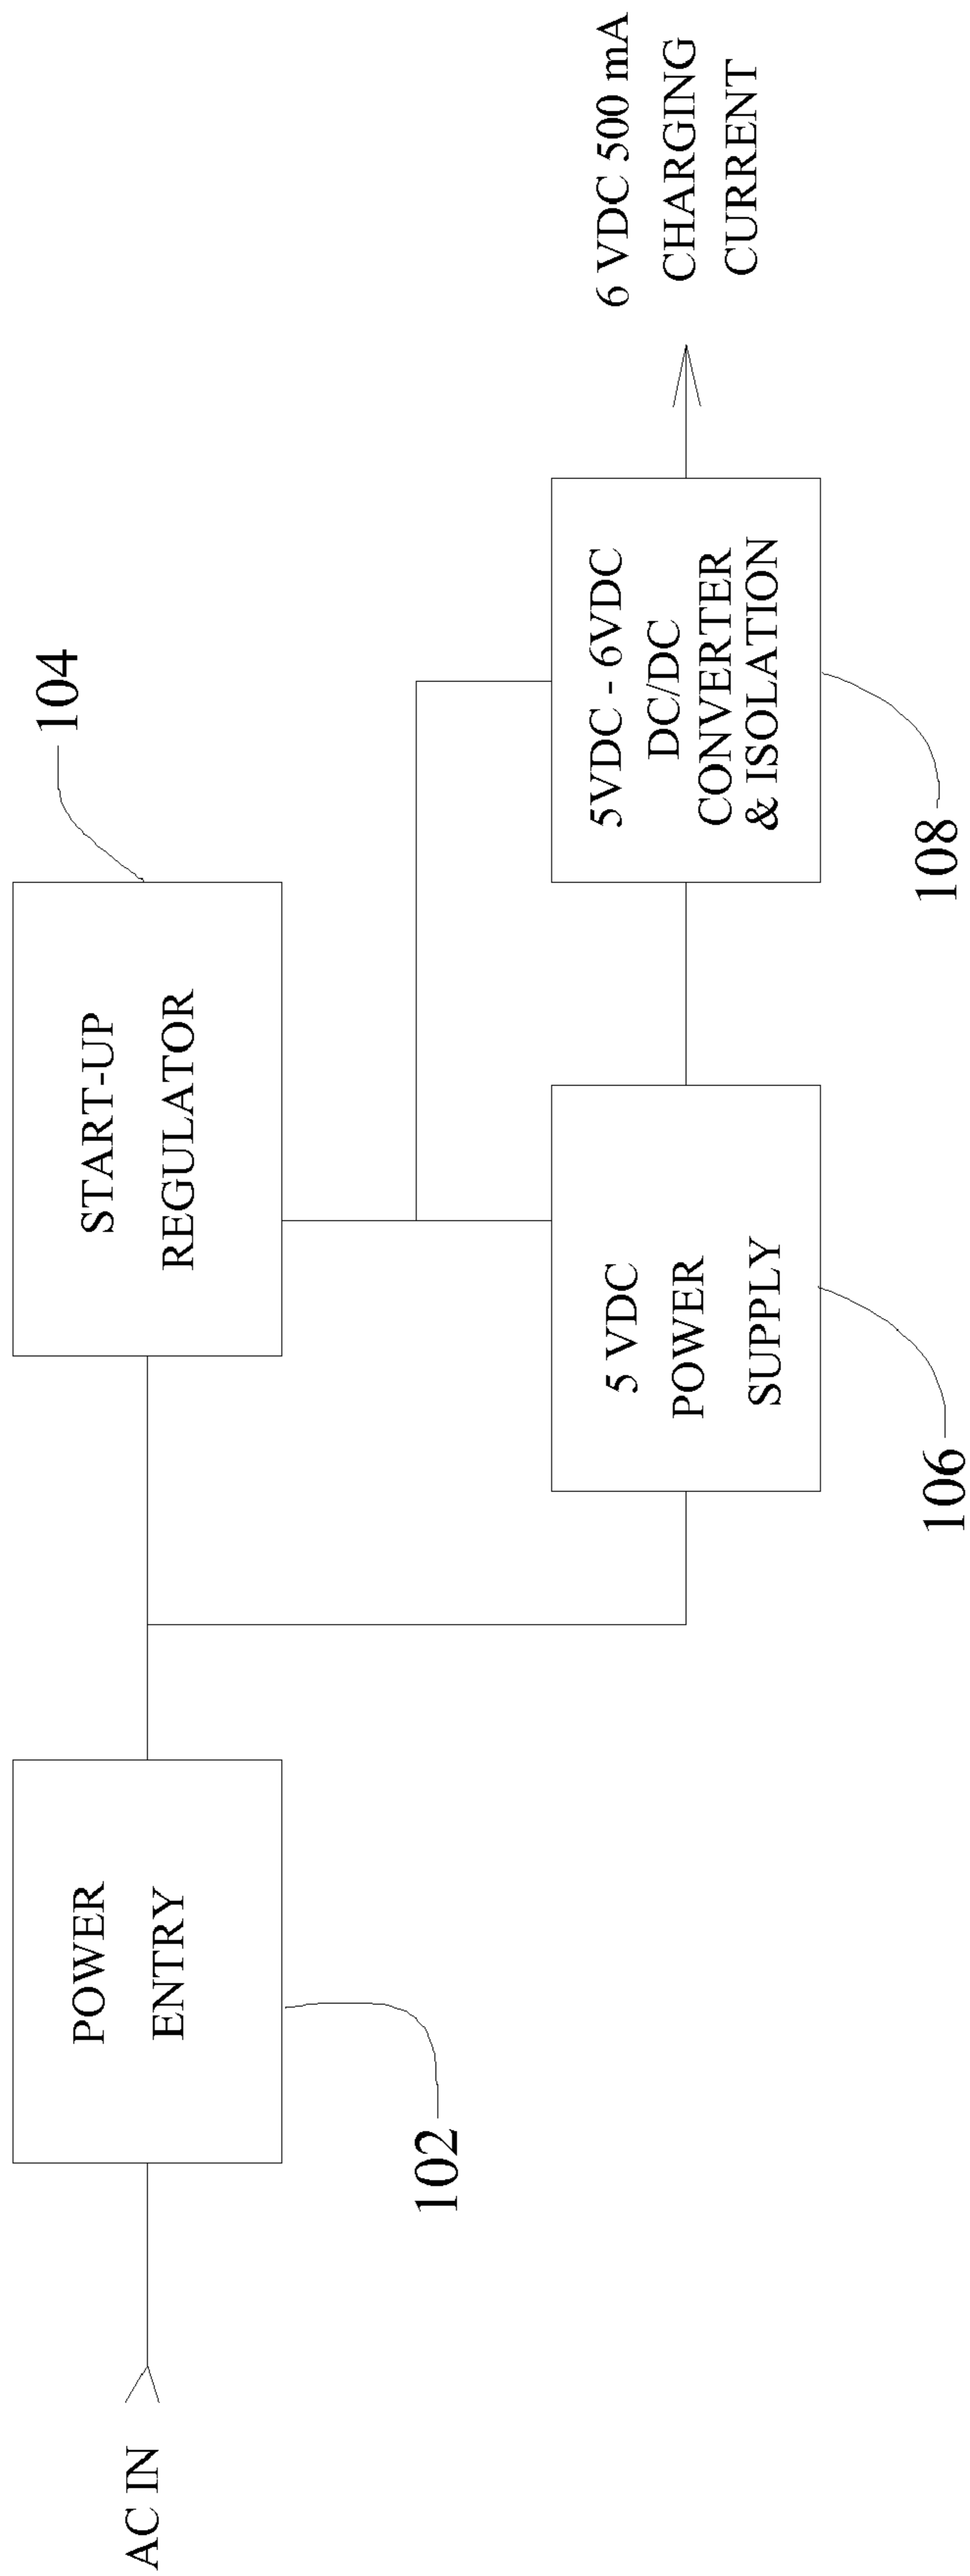 AC IN
POWER
ENTRY
102
START-UP
REGULATOR
104
5 VDC
POWER
SUPPLY
106
5VDC - 6VDC
DC/DC
CONVERTER
& ISOLATION
108
6 VDC 500 mA
CHARGING
CURRENT